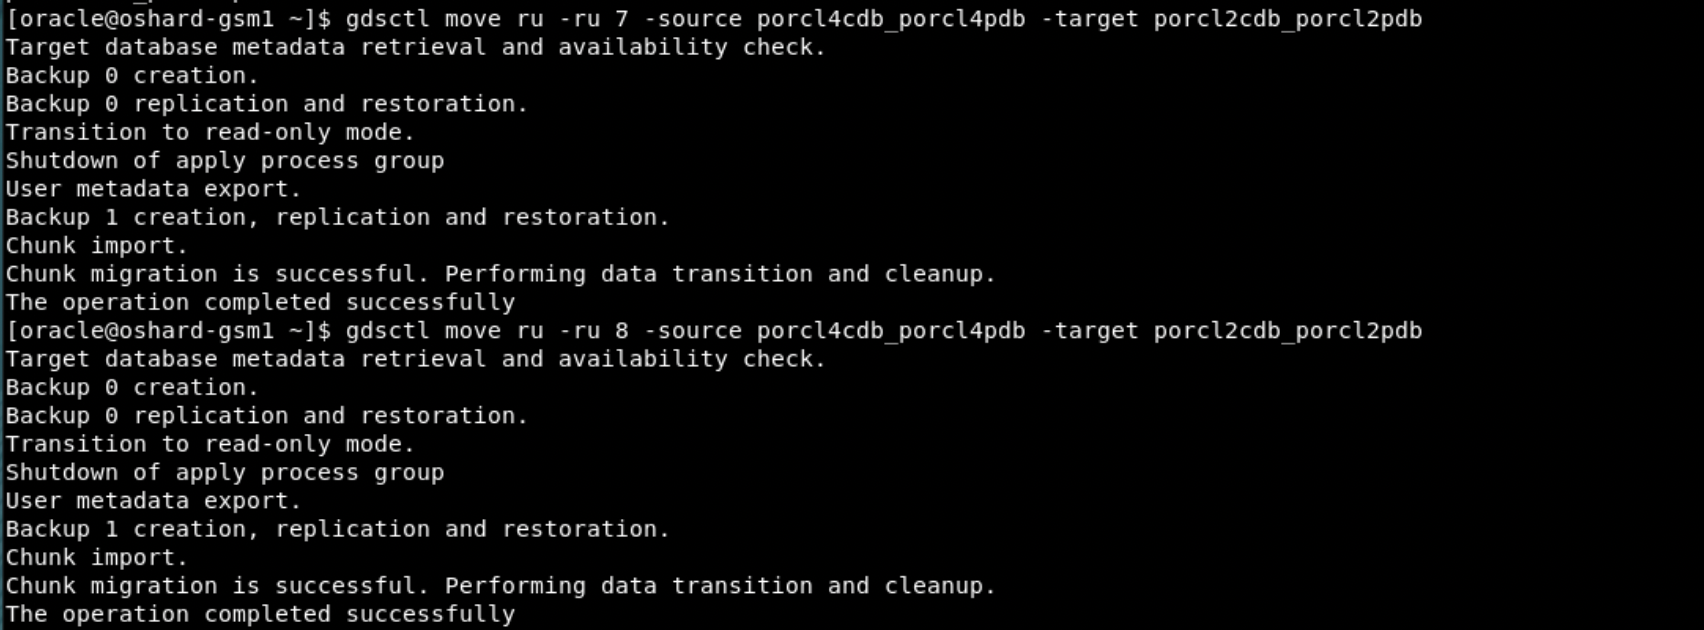 [oracle@oshard-gsm1 ~]$ gdsctl move ru -ru 7 -source porcl4cdb_porcl4pdb -target porcl2cdb_porcl2pdb
Target database metadata retrieval and availability check.
Backup 0 creation.
Backup 0 replication and restoration.
Transition to read-only mode.
Shutdown of apply process group
User metadata export.
Backup 1 creation, replication and restoration.
Chunk import.
Chunk migration is successful. Performing data transition and cleanup.
The operation completed successfully
[oracle@oshard-gsm1 ~]$ gdsctl move ru -ru 8 -source porcl4cdb_porcl4pdb -target porcl2cdb_porcl2pdb
Target database metadata retrieval and availability check.
Backup 0 creation.
Backup 0 replication and restoration.
Transition to read-only mode.
Shutdown of apply process group
User metadata export.
Backup 1 creation, replication and restoration.
Chunk import.
Chunk migration is successful. Performing data transition and cleanup.
The operation completed successfully